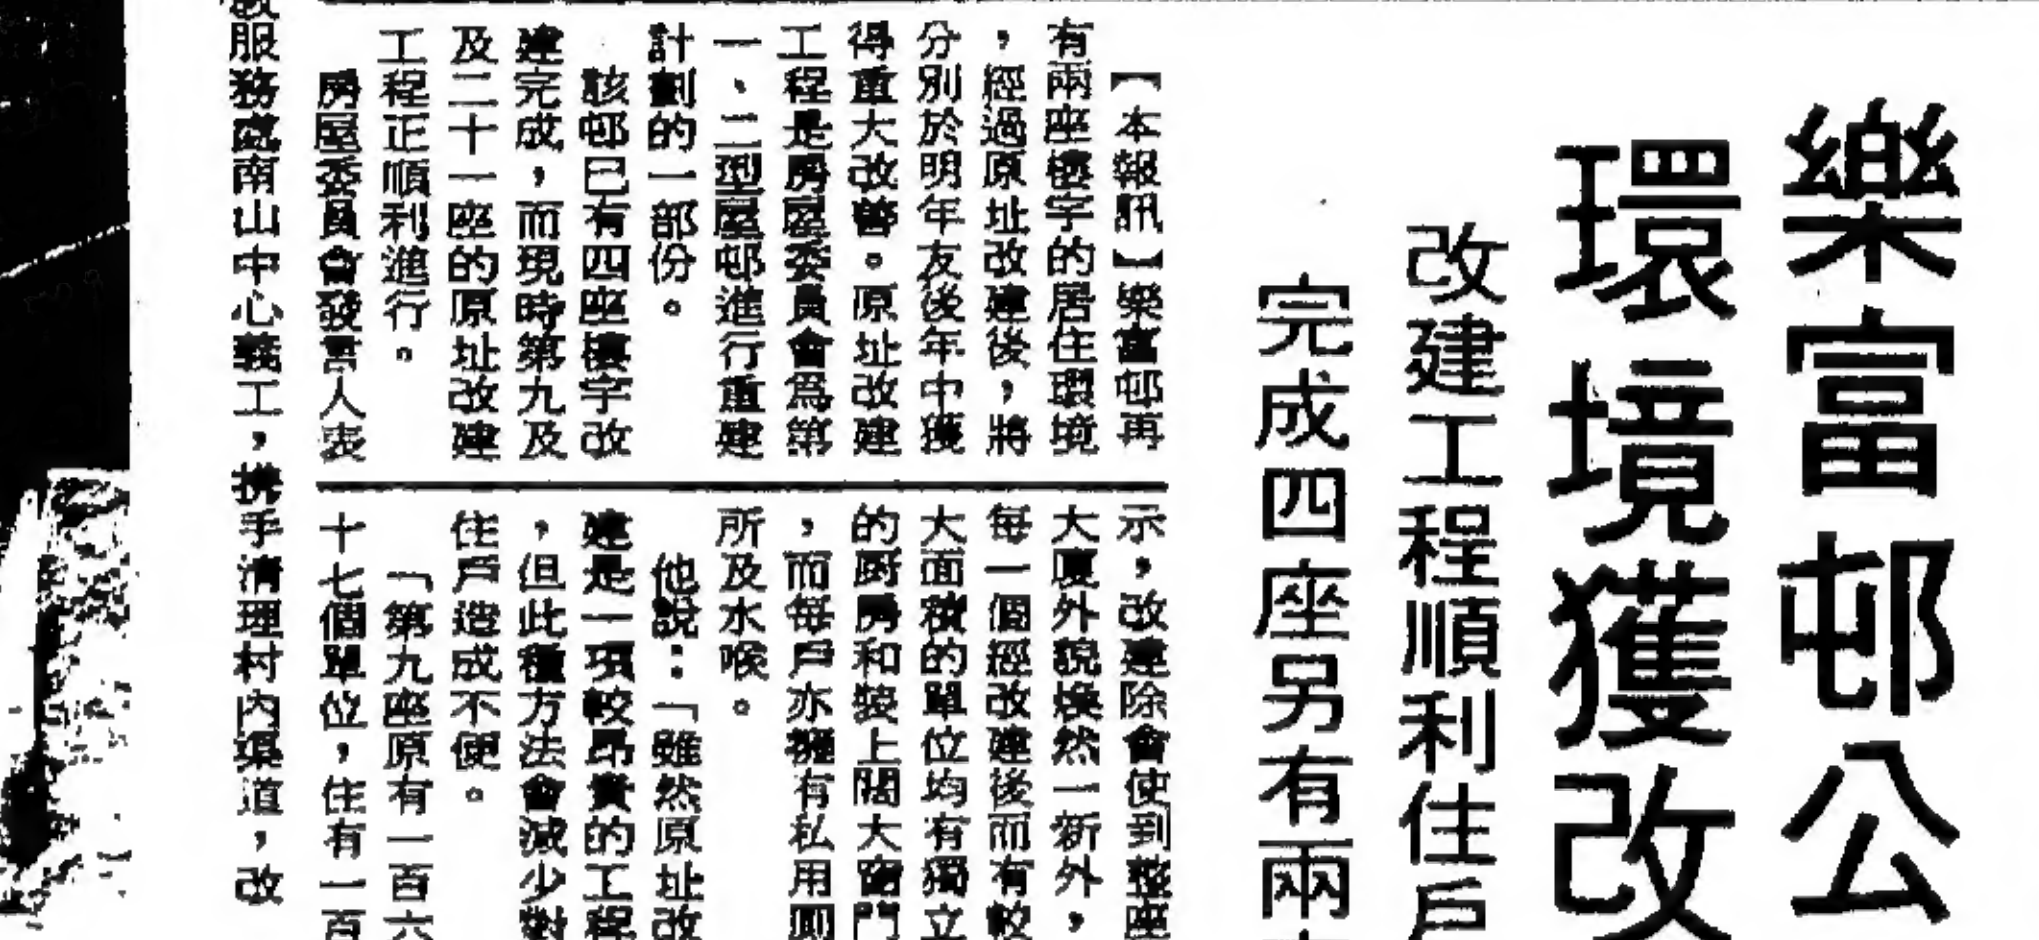 樂富邨公
環境獲改
改建工程順利住戶
完成四座另有兩
【本報訊】樂富邨再
有兩座樓宇的居住環境
，經過原址改建後，將
分別於明年友後年中獲
得重大改善。原址改建
工程是房屋委員會爲第
一、二型屋邨進行重建
計劃的一部份。
該邨已有四座樓宇改
建完成，而現時第九及
及二十一座的原址改建
工程正順利進行。
房屋委員會發言人表
示，改建除會使到整座
大廈外貌煥然一新外，
每一個經改建後而有較
大面積的單位均有獨立
的厨房和裝上闊大窗門
，而每戶亦擁有私用厠
所及水喉。
他說：「雖然原址改
建是一項較昂貴的工程
，但此種方法會減少對
住戶造成不便。
「第九座原有一百六
十七個單位，住有一百
服務處南山中心義工，携手清理村內渠道，改